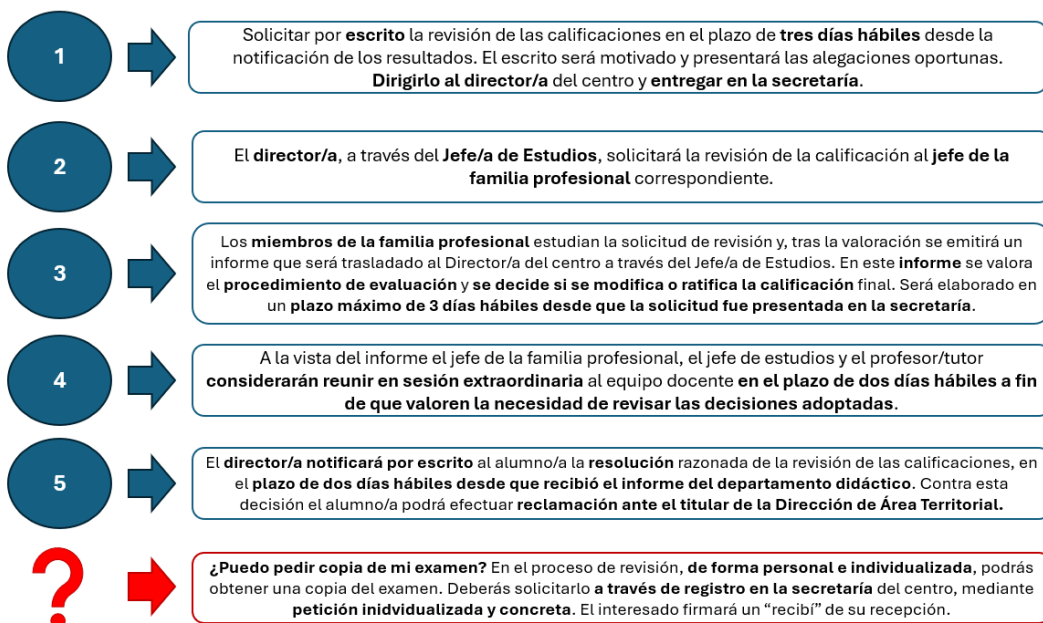 1
Solicitar por escrito la revisión de las calificaciones en el plazo de tres días hábiles desde la
notificación de los resultados. El escrito será motivado y presentará las alegaciones oportunas.
Dirigirlo al director/a del centro y entregar en la secretaría.
2
El director/a, a través del Jefe/a de Estudios, solicitará la revisión de la calificación al jefe de la
familia profesional correspondiente.
3
Los miembros de la familia profesional estudian la solicitud de revisión y, tras la valoración se emitirá un
informe que será trasladado al Director/a del centro a través del Jefe/a de Estudios. En este informe se valora
el procedimiento de evaluación y se decide si se modifica o ratifica la calificación final. Será elaborado en
un plazo máximo de 3 días hábiles desde que la solicitud fue presentada en la secretaría.
4
A la vista del informe el jefe de la familia profesional, el jefe de estudios y el profesor/tutor
considerarán reunir en sesión extraordinaria al equipo docente en el plazo de dos días hábiles a fin
de que valoren la necesidad de revisar las decisiones adoptadas.
5
El director/a notificará por escrito al alumno/a la resolución razonada de la revisión de las calificaciones, en
el plazo de dos días hábiles desde que recibió el informe del departamento didáctico. Contra esta
decisión el alumno/a podrá efectuar reclamación ante el titular de la Dirección de Área Territorial.
?
¿Puedo pedir copia de mi examen? En el proceso de revisión, de forma personal e individualizada, podrás
obtener una copia del examen. Deberás solicitarlo a través de registro en la secretaría del centro, mediante
petición inidvidualizada y concreta. El interesado firmará un “recibí” de su recepción.